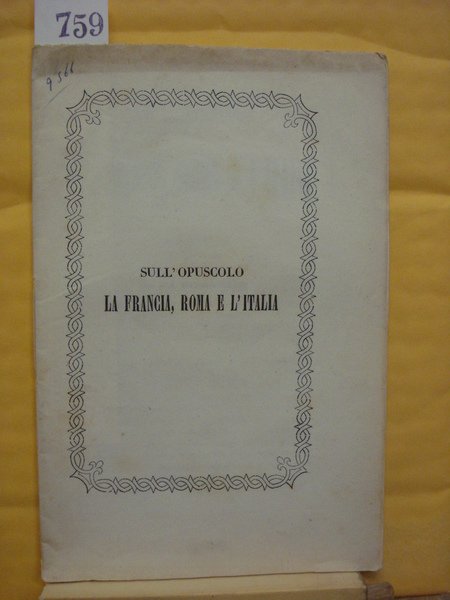 759
9566
SULL'OPUSCOLO
LA FRANCIA, ROMA E L'ITALIA